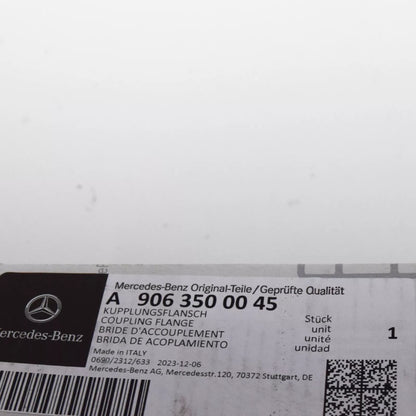 Mercedes-Benz Original-Teile/Geprüfte Qualität
A 906 350 00 45
KUPPLUNGSFLANSCH
COUPLING FLANGE
BRIDE D'ACCOUPLEMENT
BRIDA DE ACOPLAMIENTO
Stück
unit
unité
unidad
1
Made in ITALY
0690/2312/633 2023-12-06
Mercedes-Benz AG, Mercedesstr.120, 70372 Stuttgart, DE
Mercedes-Benz